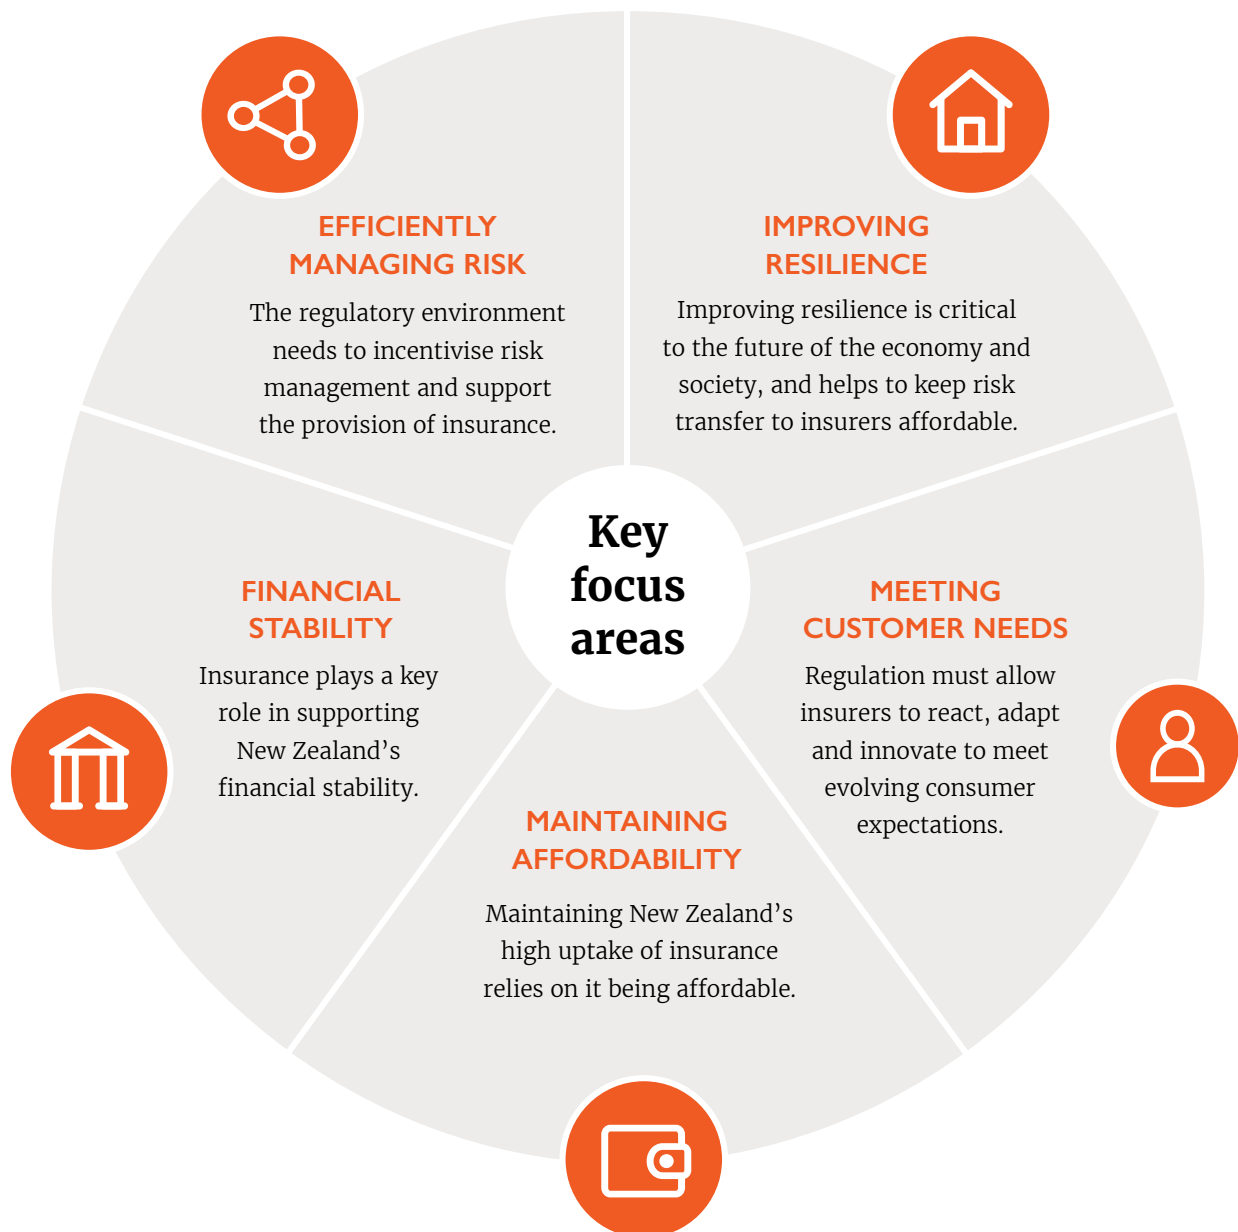 EFFICIENTLY
MANAGING RISK
The regulatory environment
needs to incentivise risk
management and support
the provision of insurance.
IMPROVING
RESILIENCE
Improving resilience is critical
to the future of the economy and
society, and helps to keep risk
transfer to insurers affordable.
Key
focus
areas
FINANCIAL
STABILITY
Insurance plays a key
role in supporting
New Zealand’s
financial stability.
MEETING
CUSTOMER NEEDS
Regulation must allow
insurers to react, adapt
and innovate to meet
evolving consumer
expectations.
MAINTAINING
AFFORDABILITY
Maintaining New Zealand’s
high uptake of insurance
relies on it being affordable.